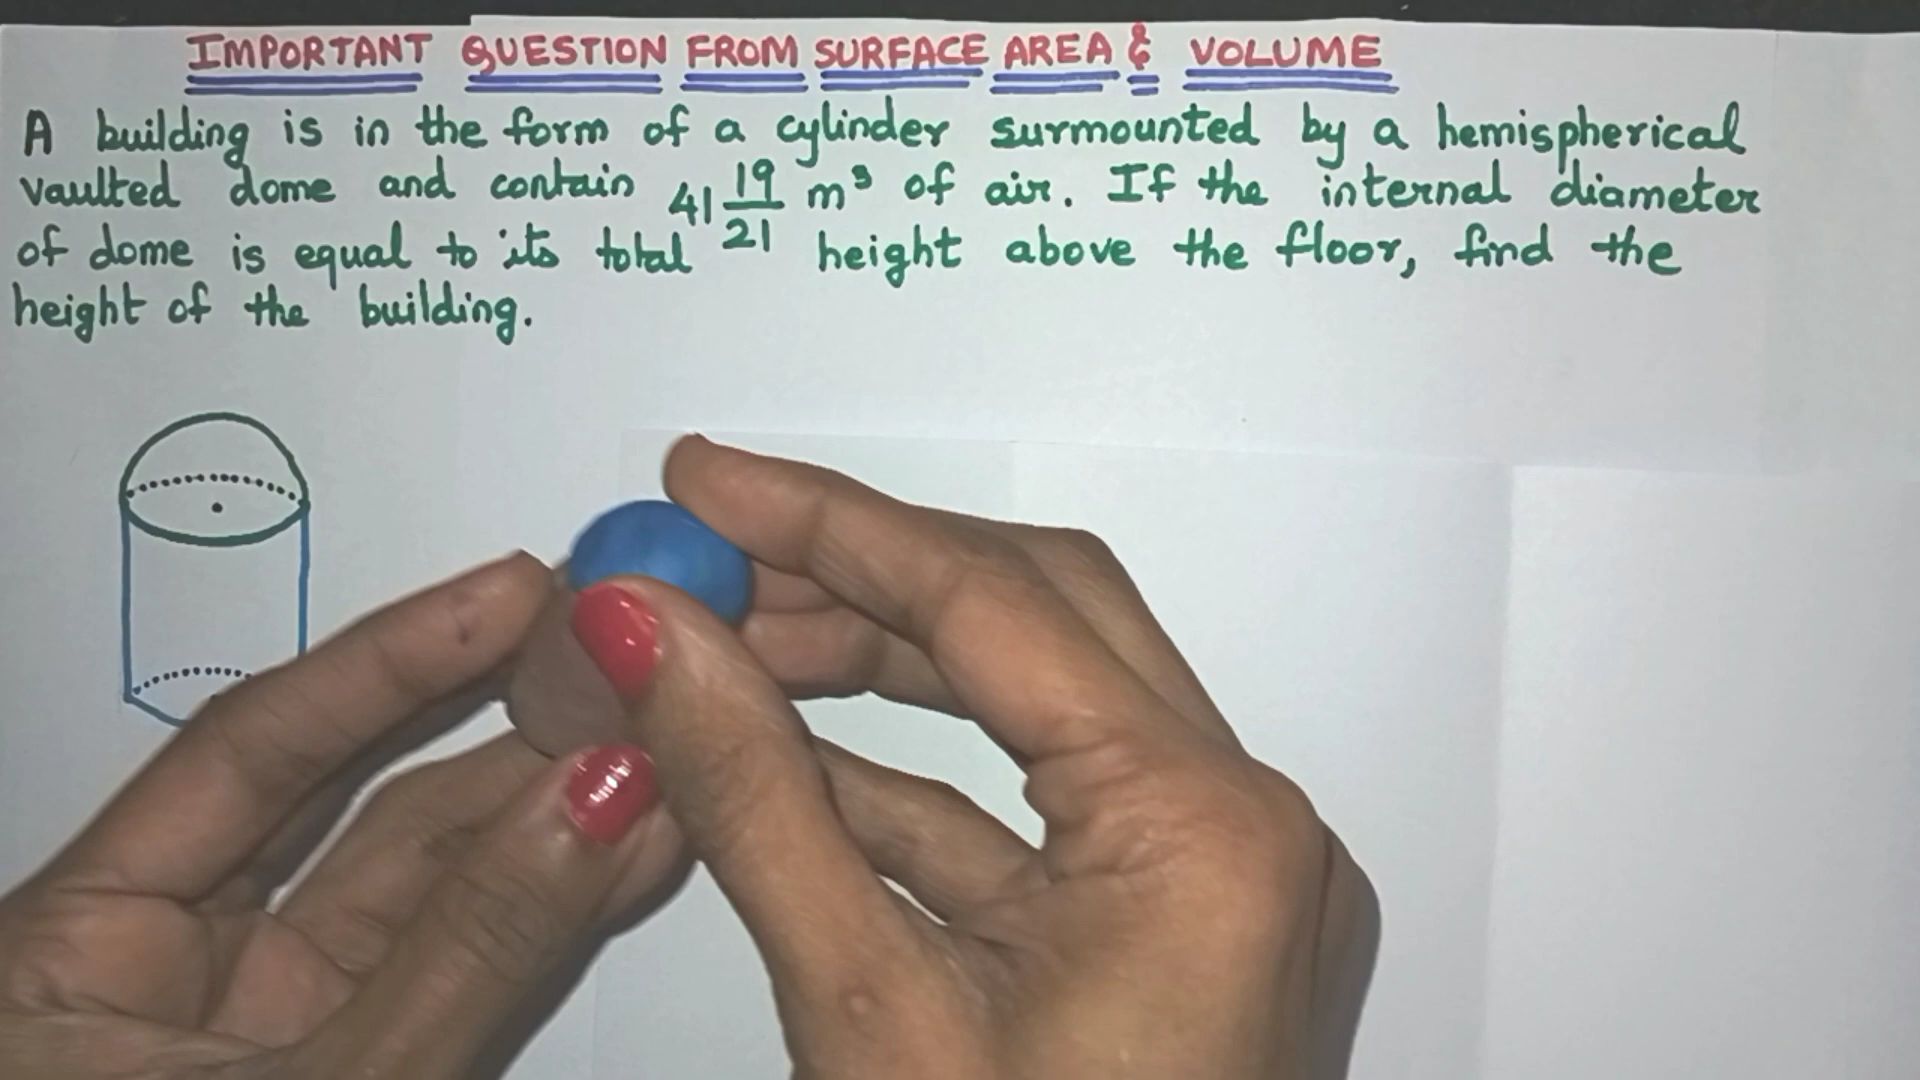 IMPORTANT QUESTION FROM SURFACE AREA & VOLUME
A building is in the form of a cylinder surmounted by a hemispherical
vaulted dome and contain 41 19/21 m³ of air. If the internal diameter
of dome is equal to its total height above the floor, find the
height of the building.